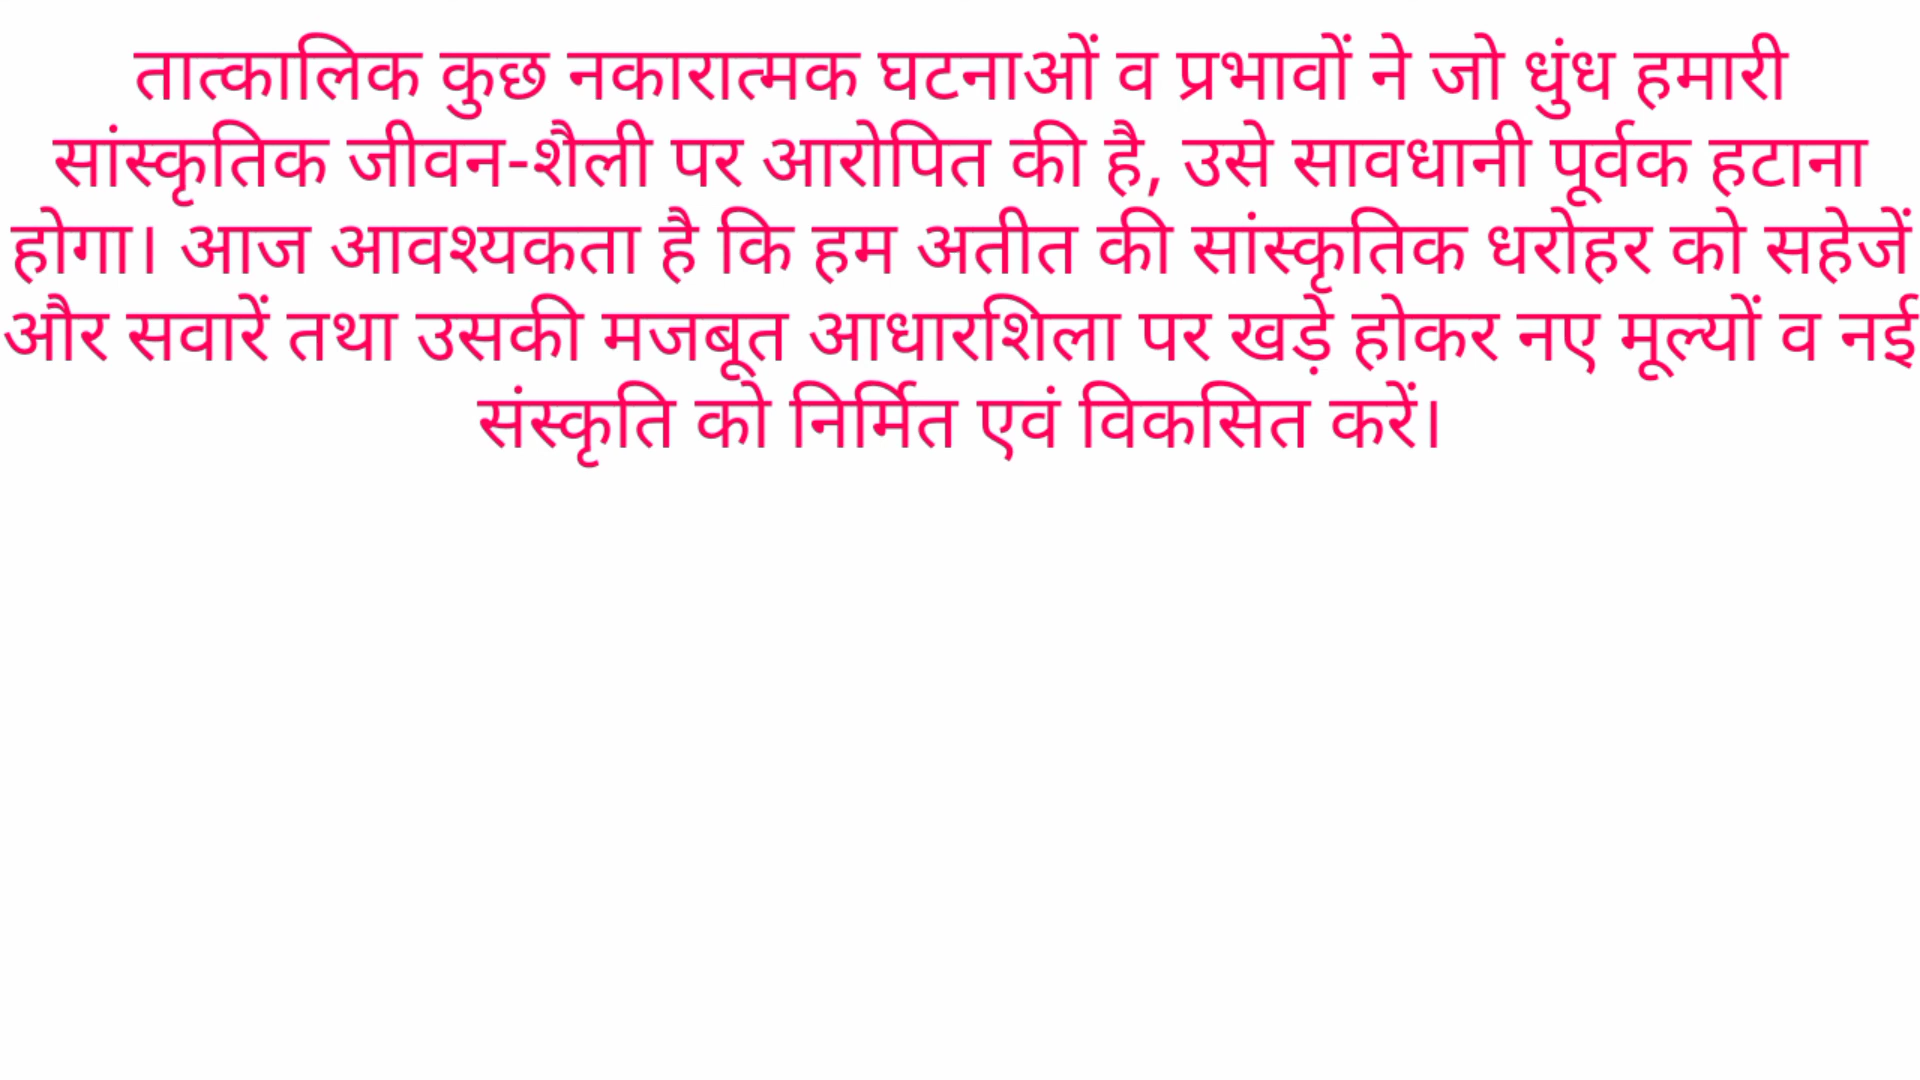 तात्कालिक कुछ नकारात्मक घटनाओं व प्रभावों ने जो धुंध हमारी
सांस्कृतिक जीवन-शैली पर आरोपित की है, उसे सावधानी पूर्वक हटाना
होगा। आज आवश्यकता है कि हम अतीत की सांस्कृतिक धरोहर को सहेजें
और सवारें तथा उसकी मजबूत आधारशिला पर खड़े होकर नए मूल्यों व नई
संस्कृति को निर्मित एवं विकसित करें।